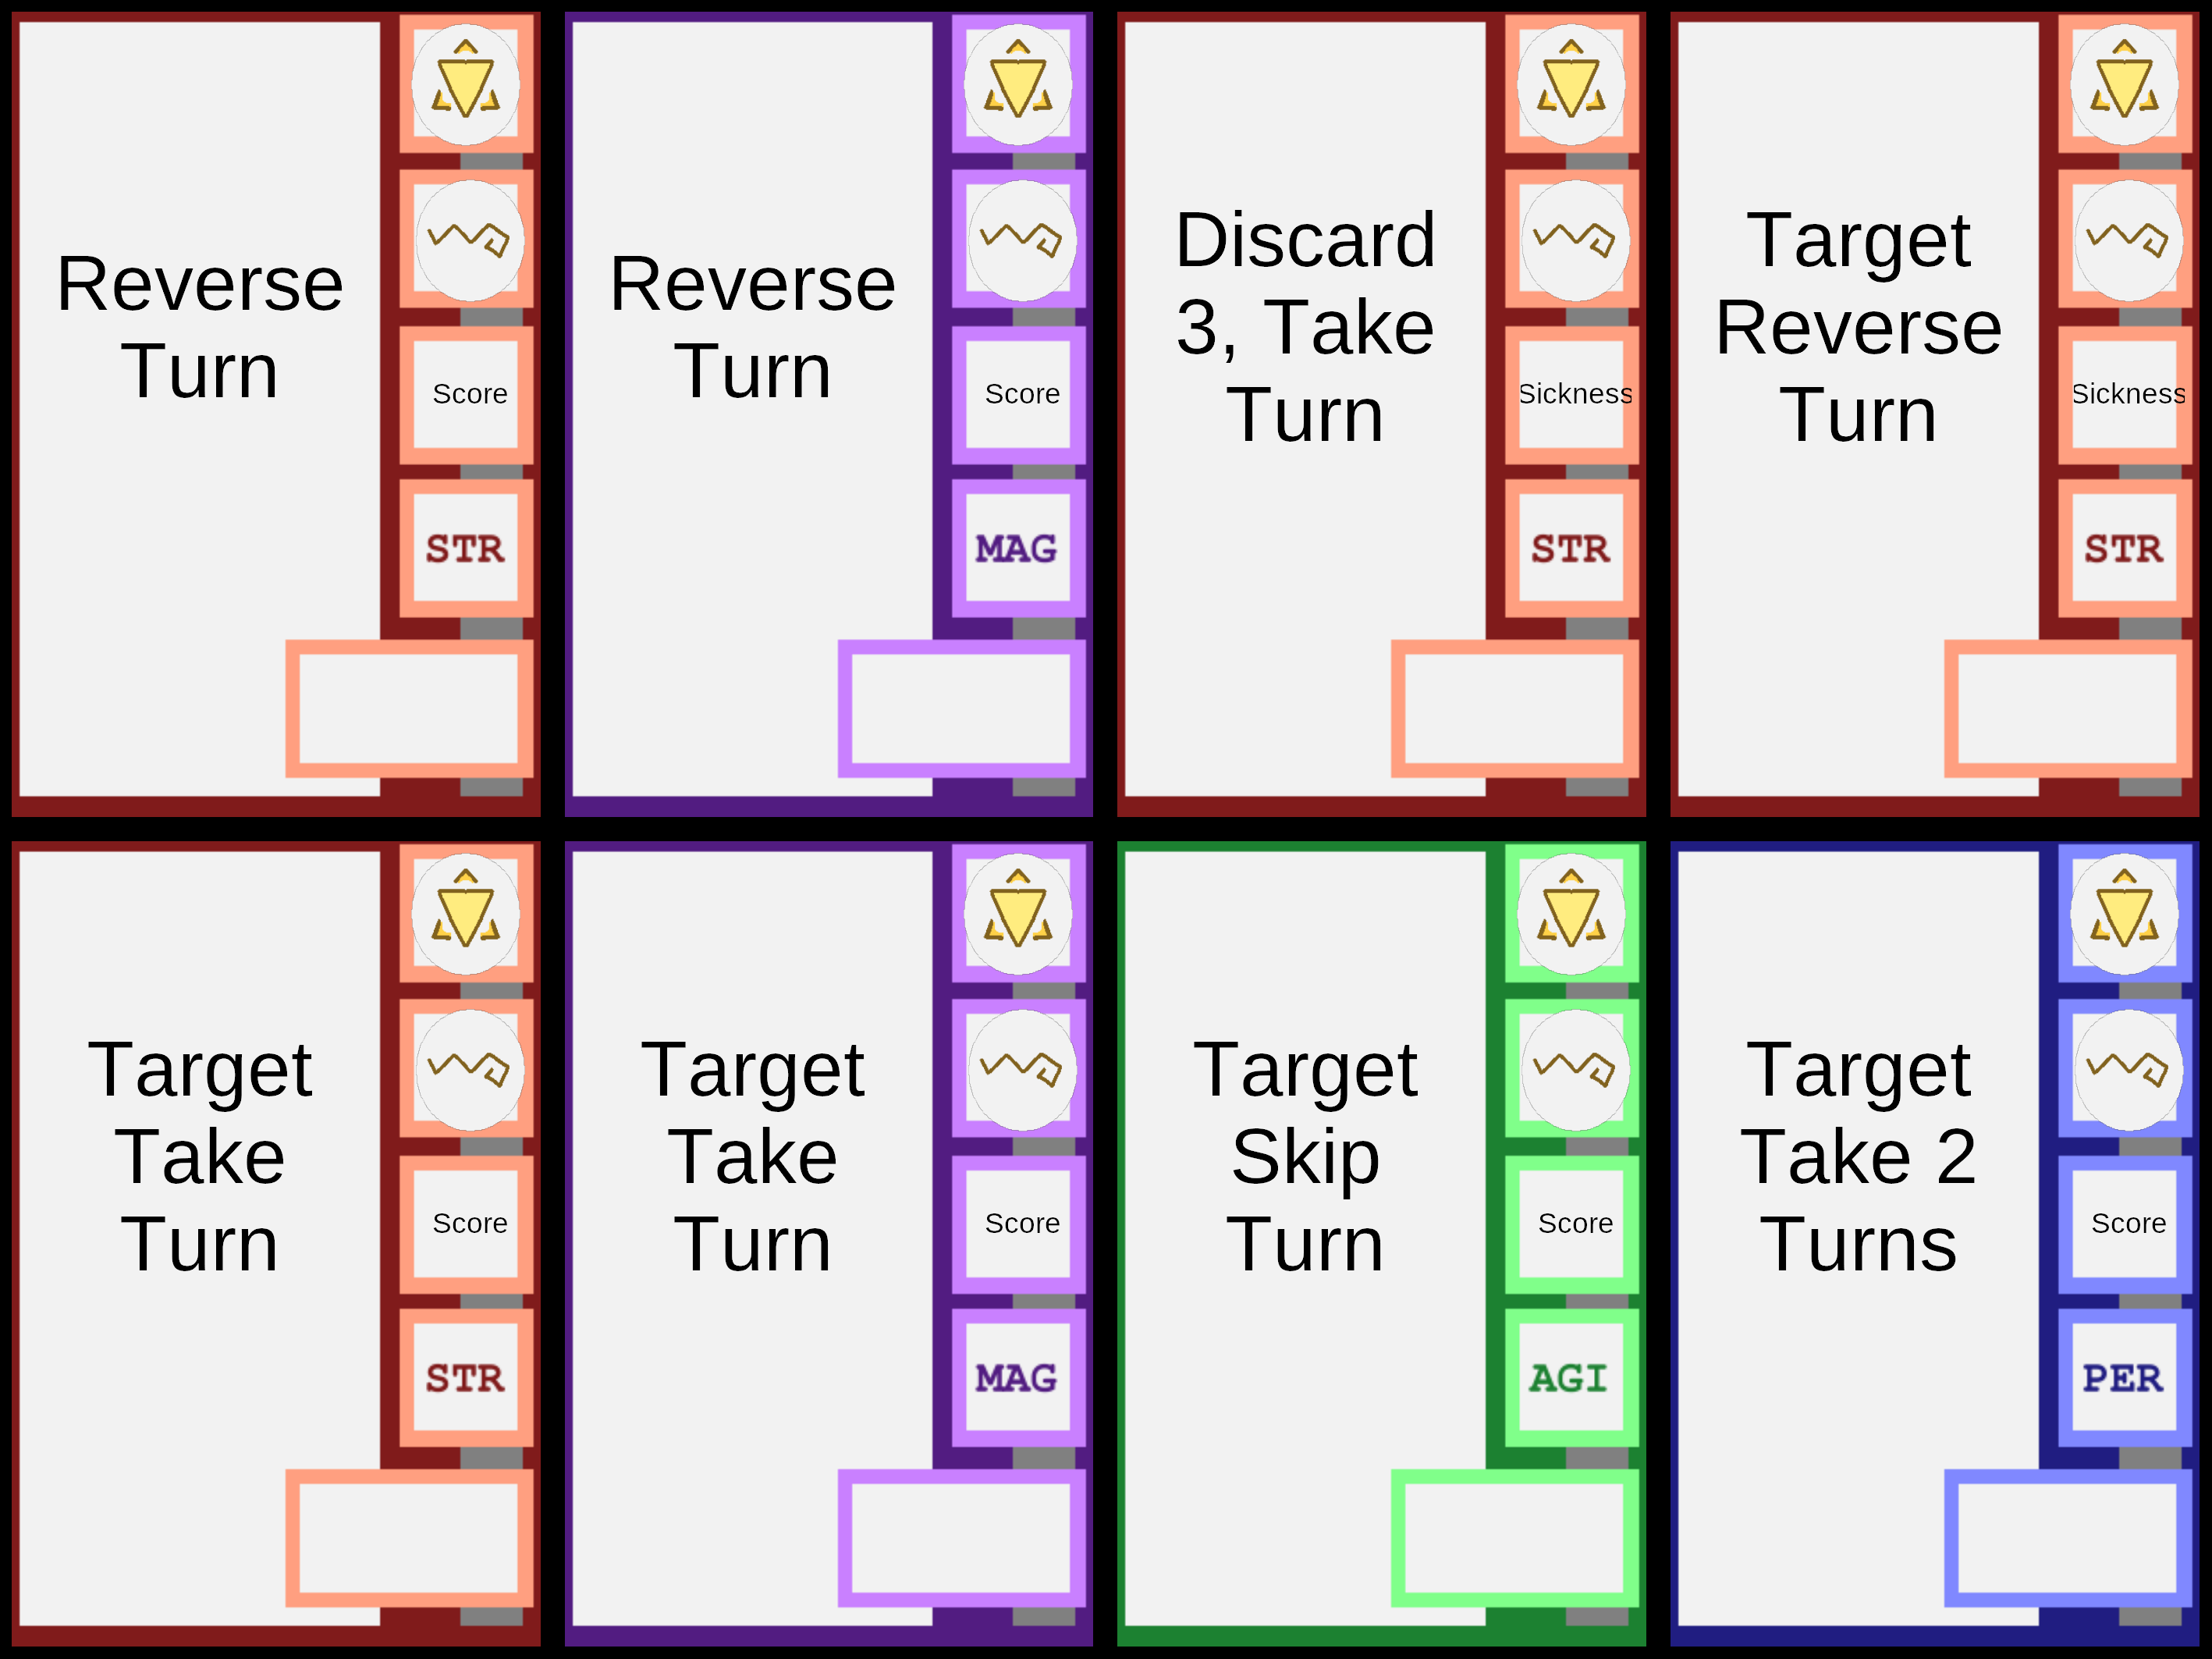 Reverse
Turn
Score
STR
Reverse
Turn
Score
MAG
Discard
3, Take
Turn
Sickness
STR
Target
Reverse
Turn
Sickness
STR
Target
Take
Turn
Score
STR
Target
Take
Turn
Score
MAG
Target
Skip
Turn
Score
AGI
Target
Take 2
Turns
Score
PER